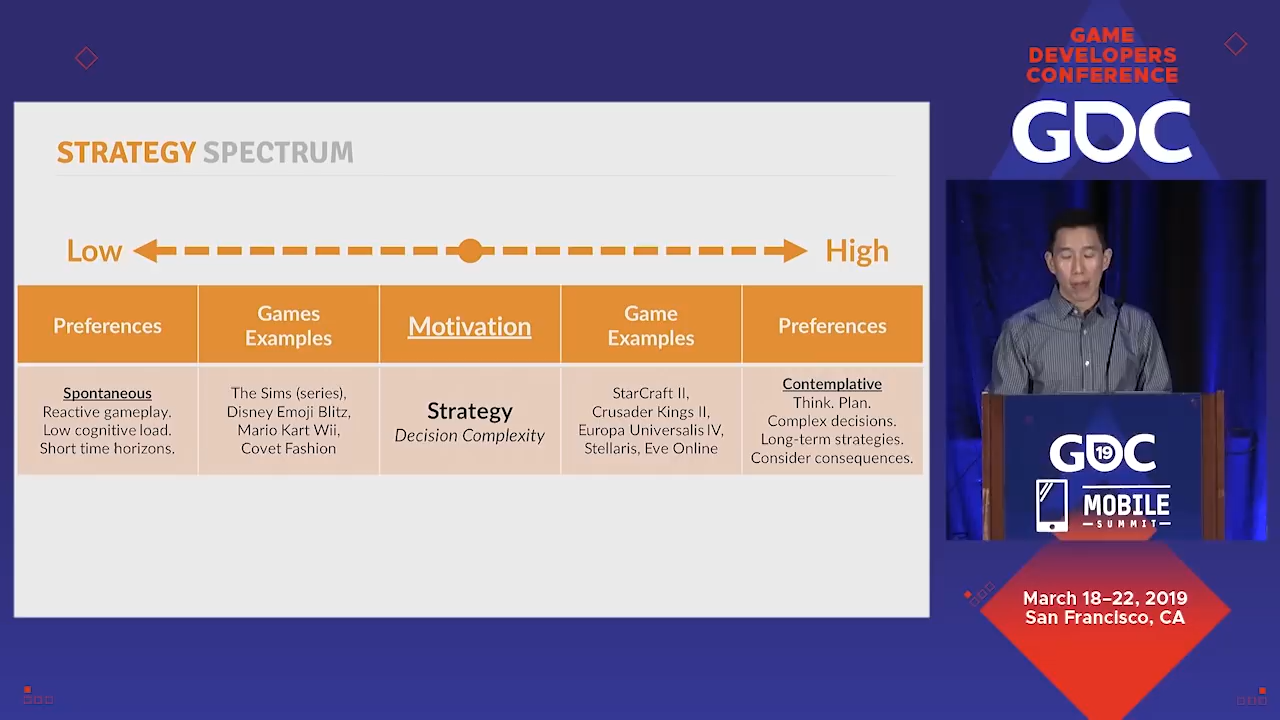 GAME
DEVELOPERS
CONFERENCE
GDC
STRATEGY SPECTRUM
Low
High
Preferences
Games
Examples
Motivation
Game
Examples
Preferences
Spontaneous
Reactive gameplay.
Low cognitive load.
Short time horizons.
The Sims (series),
Disney Emoji Blitz,
Mario Kart Wii,
Covet Fashion
Strategy
Decision Complexity
StarCraft II,
Crusader Kings II,
Europa Universalis IV,
Stellaris, Eve Online
Contemplative
Think. Plan.
Complex decisions.
Long-term strategies.
Consider consequences.
GDC
19
MOBILE
SUMMIT
March 18–22, 2019
San Francisco, CA